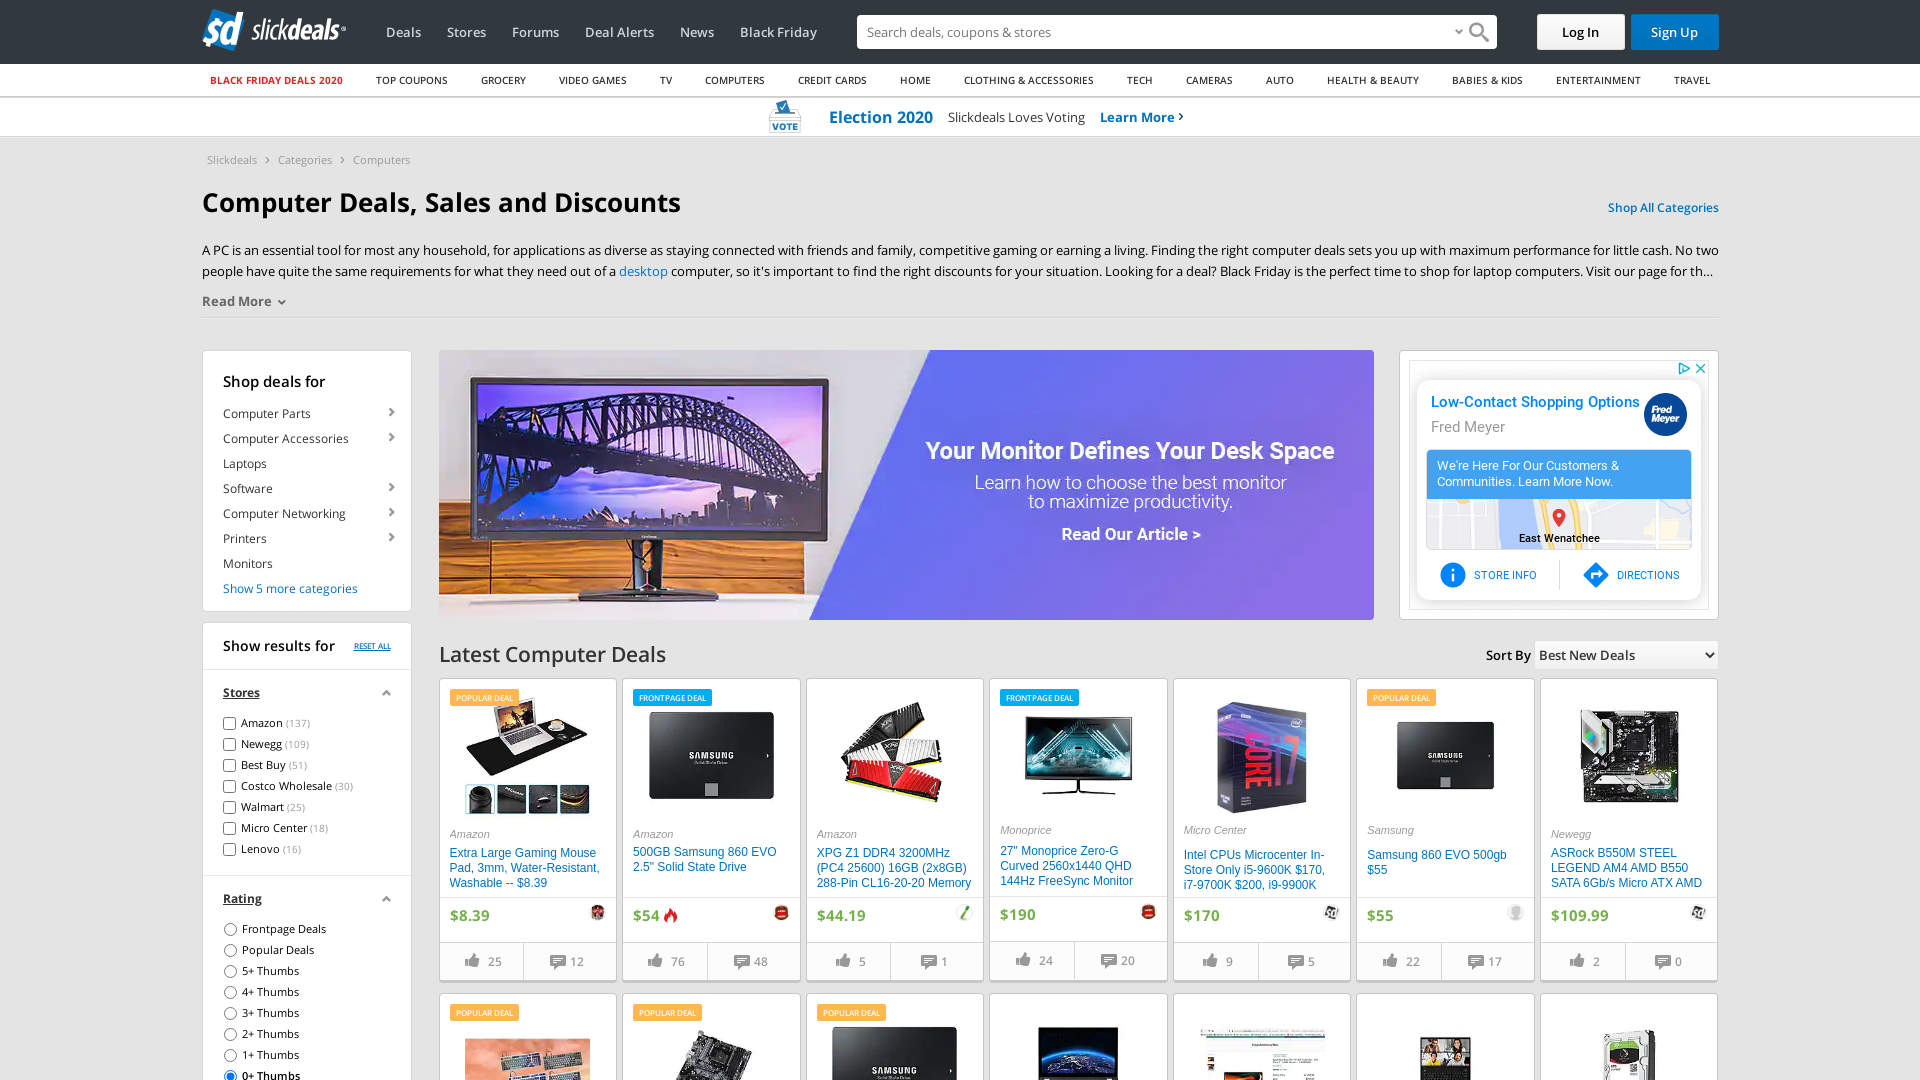 slickdeals
Deals
Stores
Forums
Deal Alerts
News
Black Friday
Search deals, coupons & stores
Log In
Sign Up
BLACK FRIDAY DEALS 2020
TOP COUPONS
GROCERY
VIDEO GAMES
TV
COMPUTERS
CREDIT CARDS
HOME
CLOTHING & ACCESSORIES
TECH
CAMERAS
AUTO
HEALTH & BEAUTY
BABIES & KIDS
ENTERTAINMENT
TRAVEL
VOTE
Election 2020 Slickdeals Loves Voting Learn More
Slickdeals > Categories > Computers
Computer Deals, Sales and Discounts
Shop All Categories
A PC is an essential tool for most any household, for applications as diverse as staying connected with friends and family, competitive gaming or earning a living. Finding the right computer deals sets you up with maximum performance for little cash. No two
people have quite the same requirements for what they need out of a desktop computer, so it's important to find the right discounts for your situation. Looking for a deal? Black Friday is the perfect time to shop for laptop computers. Visit our page for th...
Read More
Shop deals for
Computer Parts
Computer Accessories
Laptops
Software
Computer Networking
Printers
Monitors
Show 5 more categories
Your Monitor Defines Your Desk Space
Learn how to choose the best monitor
to maximize productivity.
Read Our Article >
Low-Contact Shopping Options
Fred Meyer
Fred
Meyer
We're Here For Our Customers &
Communities. Learn More Now.
East Wenatchee
STORE INFO
DIRECTIONS
Show results for
RESET ALL
Stores
Amazon (137)
Newegg (109)
Best Buy (51)
Costco Wholesale (30)
Walmart (25)
Micro Center (18)
Lenovo (16)
Rating
Frontpage Deals
Popular Deals
5+ Thumbs
4+ Thumbs
3+ Thumbs
2+ Thumbs
1+ Thumbs
0+ Thumbs
Latest Computer Deals
Sort By Best New Deals
POPULAR DEAL
Amazon
Extra Large Gaming Mouse
Pad, 3mm, Water-Resistant,
Washable -- $8.39
$8.39
25
12
FRONTPAGE DEAL
SAMSUNG
Amazon
500GB Samsung 860 EVO
2.5" Solid State Drive
$54
76
48
Amazon
XPG Z1 DDR4 3200MHz
(PC4 25600) 16GB (2x8GB)
288-Pin CL16-20-20 Memory
$44.19
5
1
FRONTPAGE DEAL
Monoprice
27" Monoprice Zero-G
Curved 2560x1440 QHD
144Hz FreeSync Monitor
$190
24
20
CORE i7
Micro Center
Intel CPUs Microcenter In-
Store Only i5-9600K $170,
i7-9700K $200, i9-9900K
$170
9
5
POPULAR DEAL
SAMSUNG
Samsung
Samsung 860 EVO 500gb
$55
$55
22
17
Newegg
ASRock B550M STEEL
LEGEND AM4 AMD B550
SATA 6Gb/s Micro ATX AMD
$109.99
2
0
POPULAR DEAL
POPULAR DEAL
POPULAR DEAL
SAMSUNG